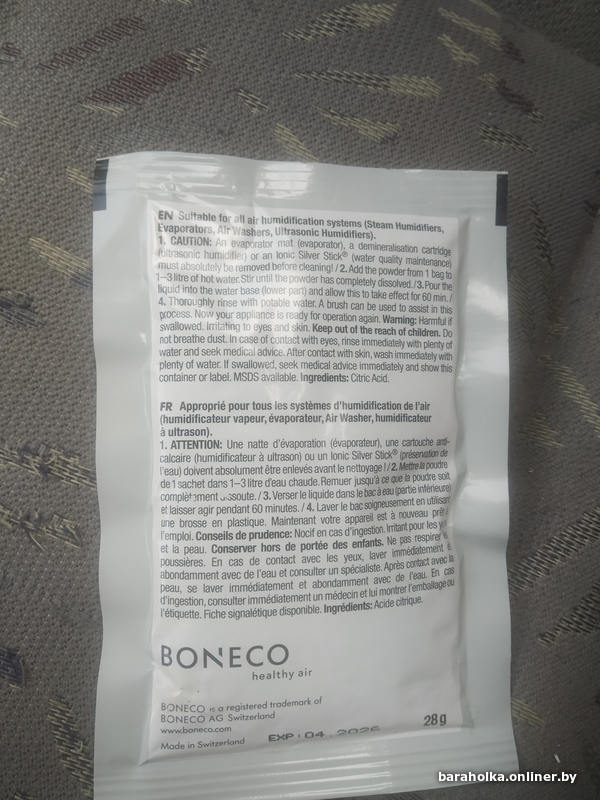 EN Suitable for all air humidification systems (Steam Humidifiers,
Evaporators, Air Washers, Ultrasonic Humidifiers).
1. CAUTION: An evaporator mat (evaporator), a demineralisation cartridge
(ultrasonic humidifier) or an Ionic Silver Stick® (water quality maintenance)
must absolutely be removed before cleaning! / 2. Add the powder from 1 bag to
1–3 litre of hot water. Stir until the powder has completely dissolved. /3. Pour the
liquid into the water base (lower part) and allow this to take effect for 60 min. /
4. Thoroughly rinse with potable water. A brush can be used to assist in this
process. Now your appliance is ready for operation again. Warning: Harmful if
swallowed. Irritating to eyes and skin. Keep out of the reach of children. Do
not breathe dust. In case of contact with eyes, rinse immediately with plenty of
water and seek medical advice. After contact with skin, wash immediately with
plenty of water. If swallowed, seek medical advice immediately and show this
container or label. MSDS available. Ingredients: Citric Acid.
FR Approprié pour tous les systèmes d'humidification de l'air
(humidificateur vapeur, évaporateur, Air Washer, humidificateur
à ultrason).
1. ATTENTION: Une natte d'évaporation (évaporateur), une cartouche anti-
calcaire (humidificateur à ultrason) ou un Ionic Silver Stick® (préservation de
l'eau) doivent absolument être enlevés avant le nettoyage ! / 2. Mettre la poudre
de 1 sachet dans 1–3 litre d'eau chaude. Remuer jusqu'à ce que la poudre soit
complètement dissoute. / 3. Verser le liquide dans le bac à eau (partie inférieure)
et laisser agir pendant 60 minutes. / 4. Laver le bac soigneusement en utilisant
une brosse en plastique. Maintenant votre appareil est à nouveau prêt à
l'emploi. Conseils de prudence: Nocif en cas d'ingestion. Irritant pour les yeux
et la peau. Conserver hors de portée des enfants. Ne pas respirer les
poussières. En cas de contact avec les yeux, laver immédiatement et
abondamment avec de l'eau et consulter un spécialiste. Après contact avec la
peau, se laver immédiatement et abondamment avec de l'eau. En cas
d'ingestion, consulter immédiatement un médecin et lui montrer l'emballage ou
l'étiquette. Fiche signalétique disponible. Ingrédients: Acide citrique.
BONECO
healthy air
BONECO is a registered trademark of
BONECO AG Switzerland
www.boneco.com
Made in Switzerland
EXP : 04 . 2026
28 g
baraholka.onliner.by